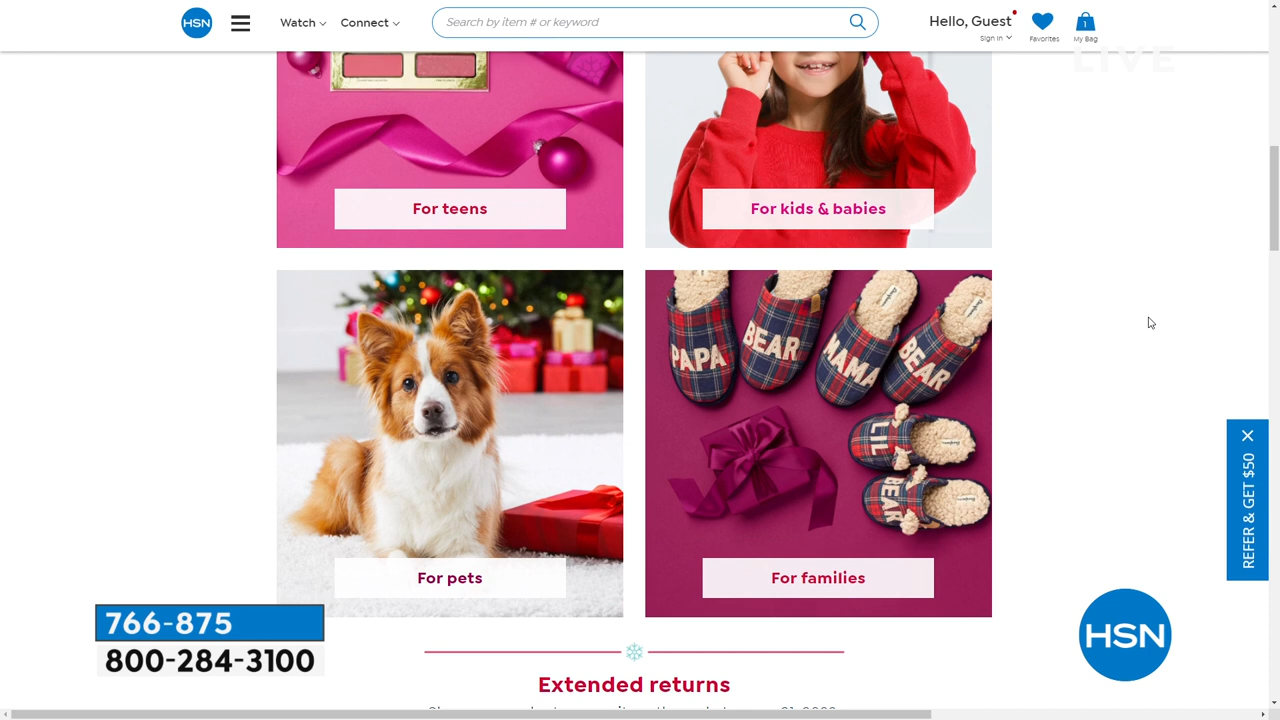 HSN
Watch
Connect
Search by item # or keyword
Hello, Guest
Sign In
Favorites
1
My Bag
LIVE
For teens
For kids & babies
PAPA
BEAR
MAMA
BEAR
LIL
BEAR
For pets
For families
REFER & GET $50
766-875
800-284-3100
HSN
Extended returns